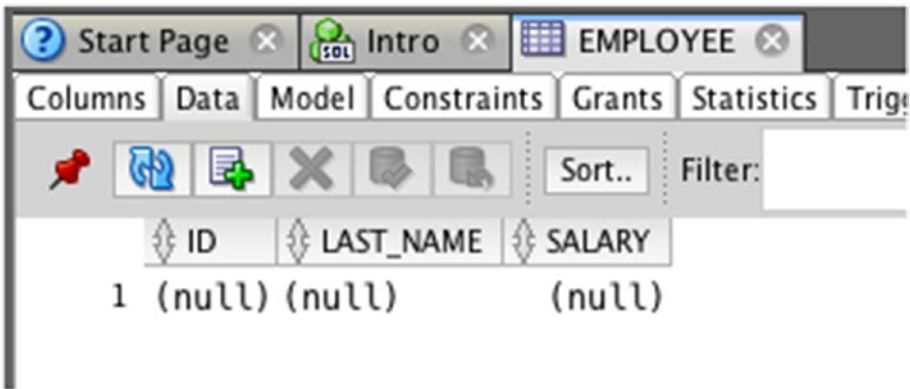 Start Page SQL Intro EMPLOYEE
Columns Data Model Constraints Grants Statistics
Sort.. Filter:
ID LAST_NAME SALARY
1 (null) (null) (null)